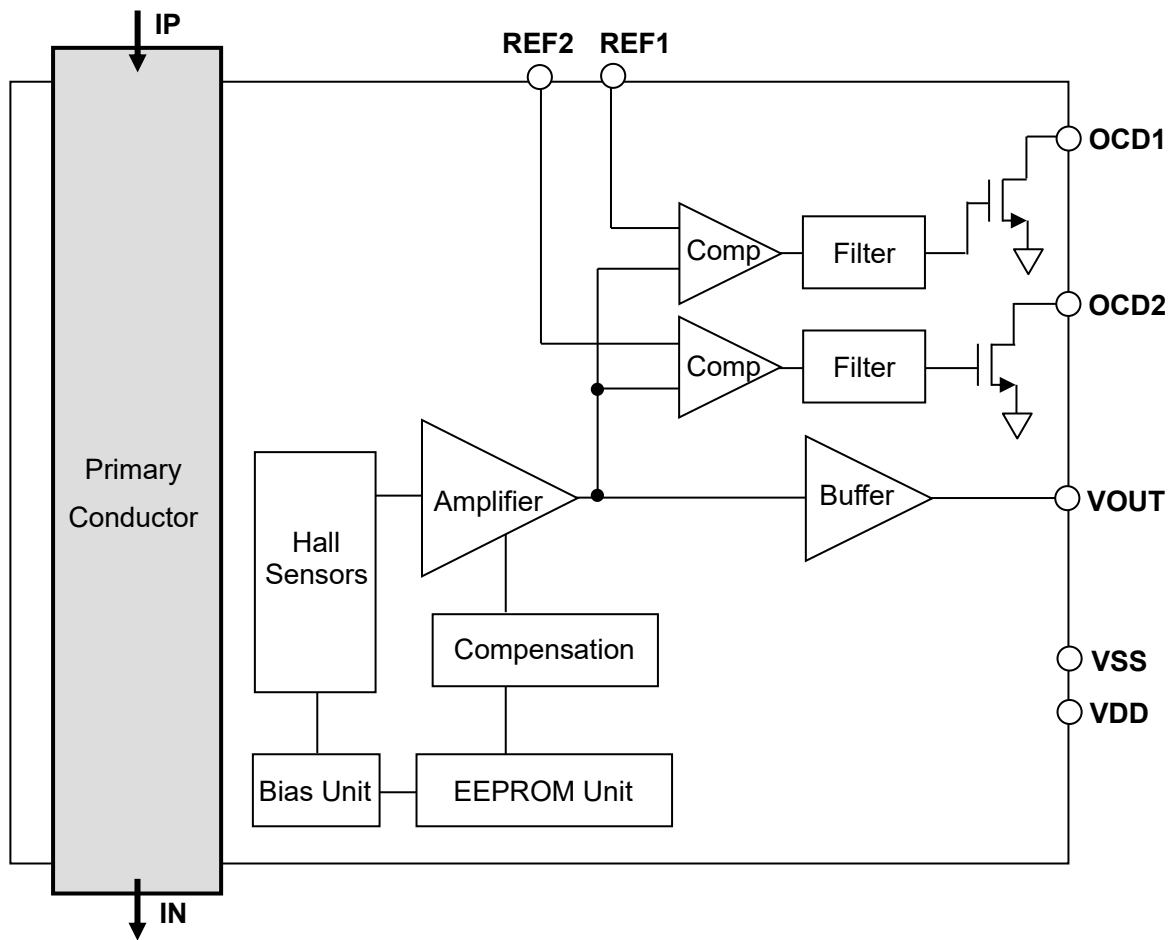 IP
REF2 REF1
OCD1
Comp
Filter
OCD2
Comp
Filter
Primary
Conductor
Hall
Sensors
Amplifier
Buffer
VOUT
Compensation
VSS
VDD
Bias Unit
EEPROM Unit
IN